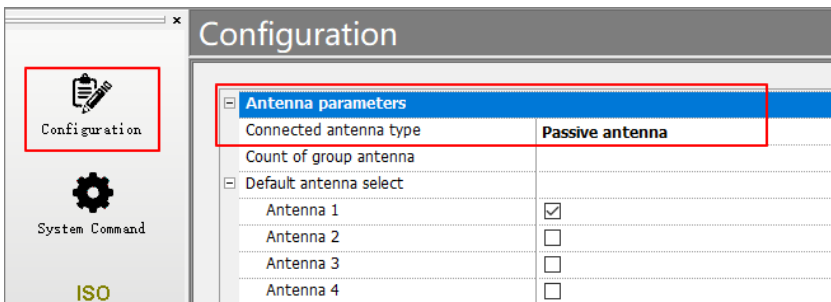 x
Configuration
Configuration
System Command
ISO
Antenna parameters
Connected antenna type Passive antenna
Count of group antenna
Default antenna select
Antenna 1
Antenna 2
Antenna 3
Antenna 4